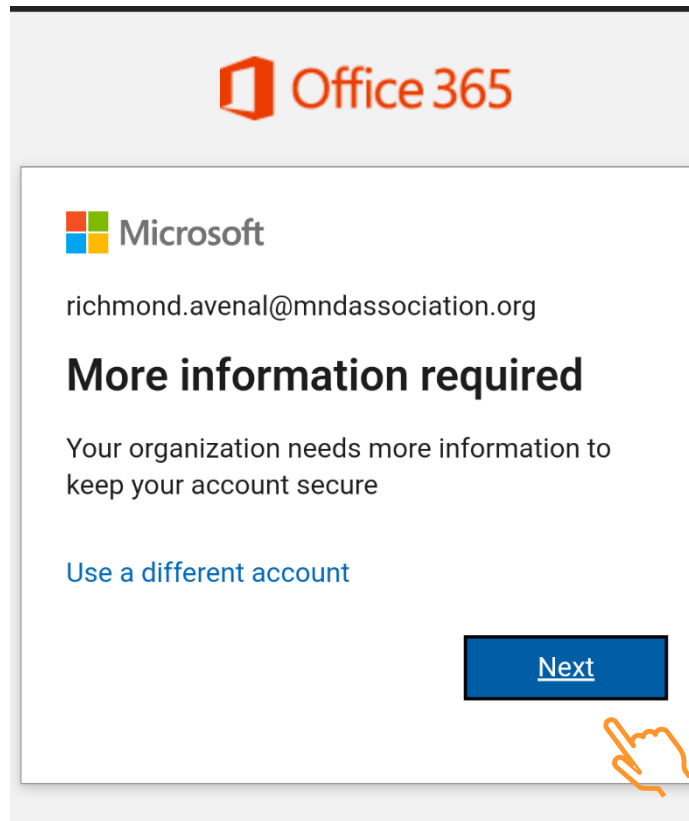 Office 365
Microsoft
richmond.avenal@mndassociation.org
More information required
Your organization needs more information to
keep your account secure
Use a different account
Next